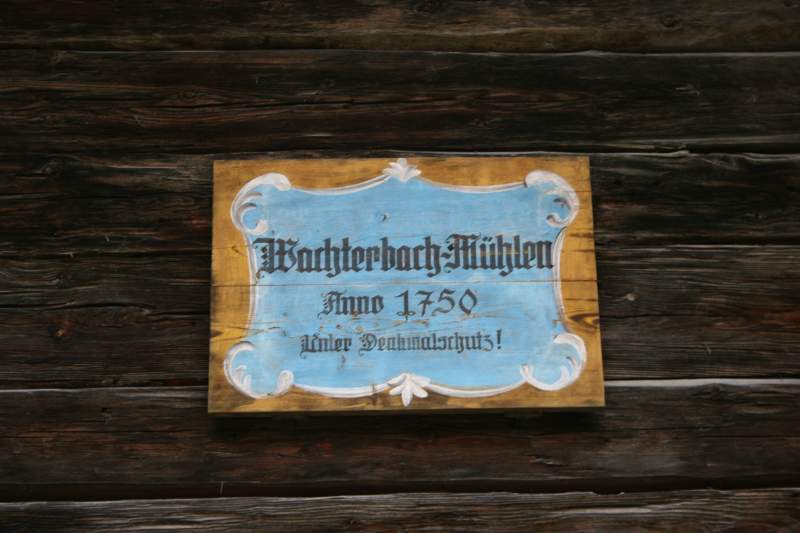 Wachterbach-Mühlen
Anno 1750
Unter Denkmalschutz!